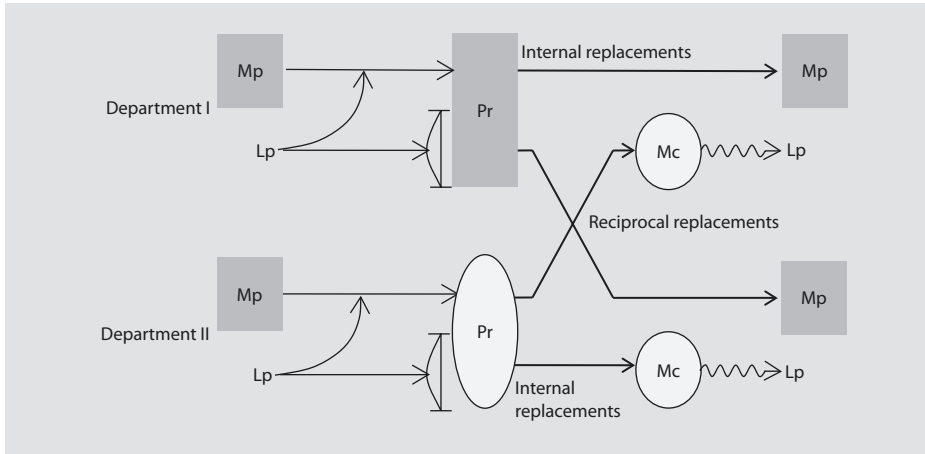 Mp
Internal replacements
Mp
Department I
Pr
Lp
Mc
Lp
Reciprocal replacements
Mp
Mp
Department II
Pr
Lp
Mc
Lp
Internal
replacements